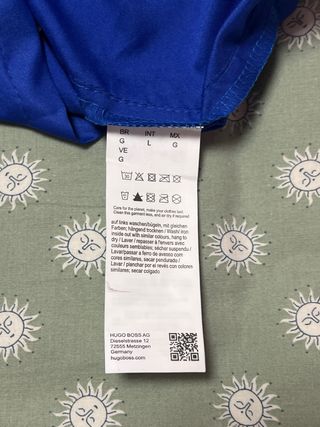 BR INT MX
G L G
VE
G
Care for the planet, make your clothes last!
Clean this garment less, and air dry if required!
auf links waschen/bügeln, mit gleichen
Farben; hängend trocknen / Wash/ iron
inside out with similar colours, hang to
dry / Laver / repasser à l'envers avec
couleurs semblables; sécher suspendu /
Lavar/passar a ferro do avesso com cores
similares, secar pendurado /
Lavar / planchar por el revés con colores
similares; secar colgado
HUGO BOSS AG
Dieselstrasse 12
72555 Metzingen
Germany
hugoboss.com